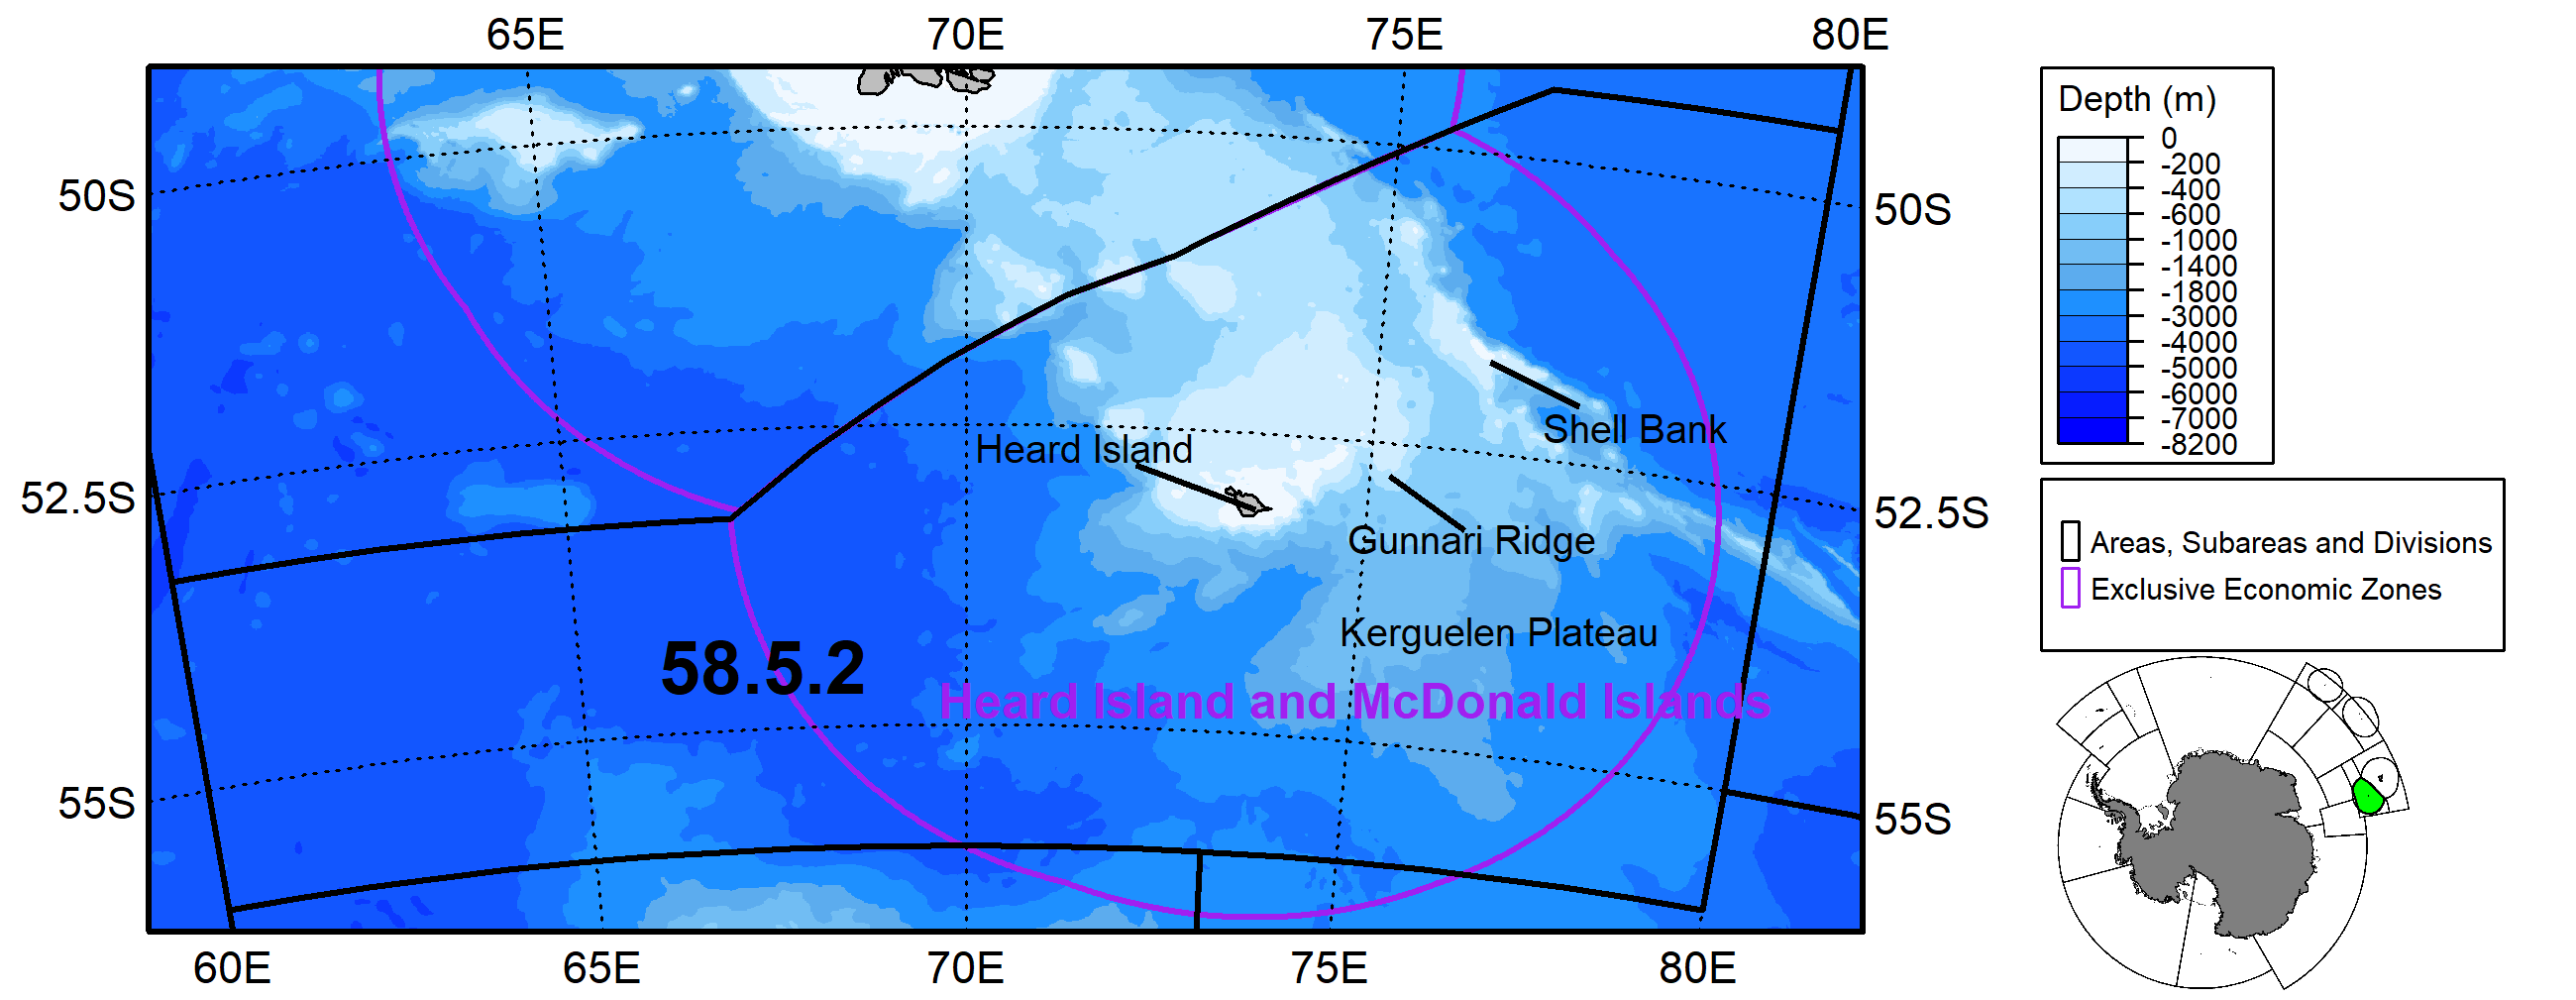 65E 70E 75E 80E
50S
52.5S
55S
50S
52.5S
55S
60E 65E 70E 75E 80E
Heard Island
Shell Bank
Gunnari Ridge
Kerguelen Plateau
58.5.2
Heard Island and McDonald Islands
Depth (m)
0
-200
-400
-600
-1000
-1400
-1800
-3000
-4000
-5000
-6000
-7000
-8200
Areas, Subareas and Divisions
Exclusive Economic Zones